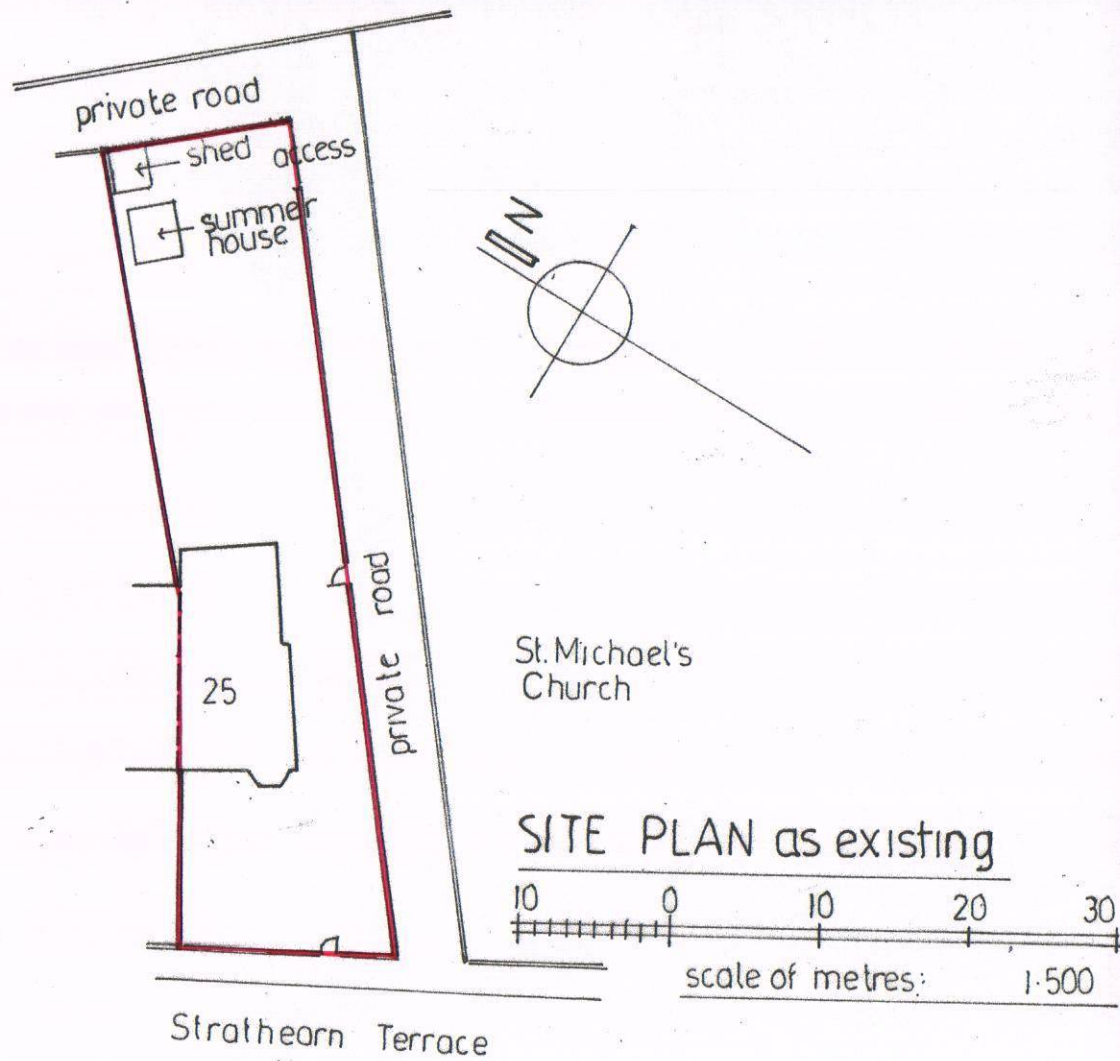 private road
shed access
summer
house
N
private road
25
St. Michael's
Church
SITE PLAN as existing
10 0 10 20 30
scale of metres: 1:500
Strathearn Terrace